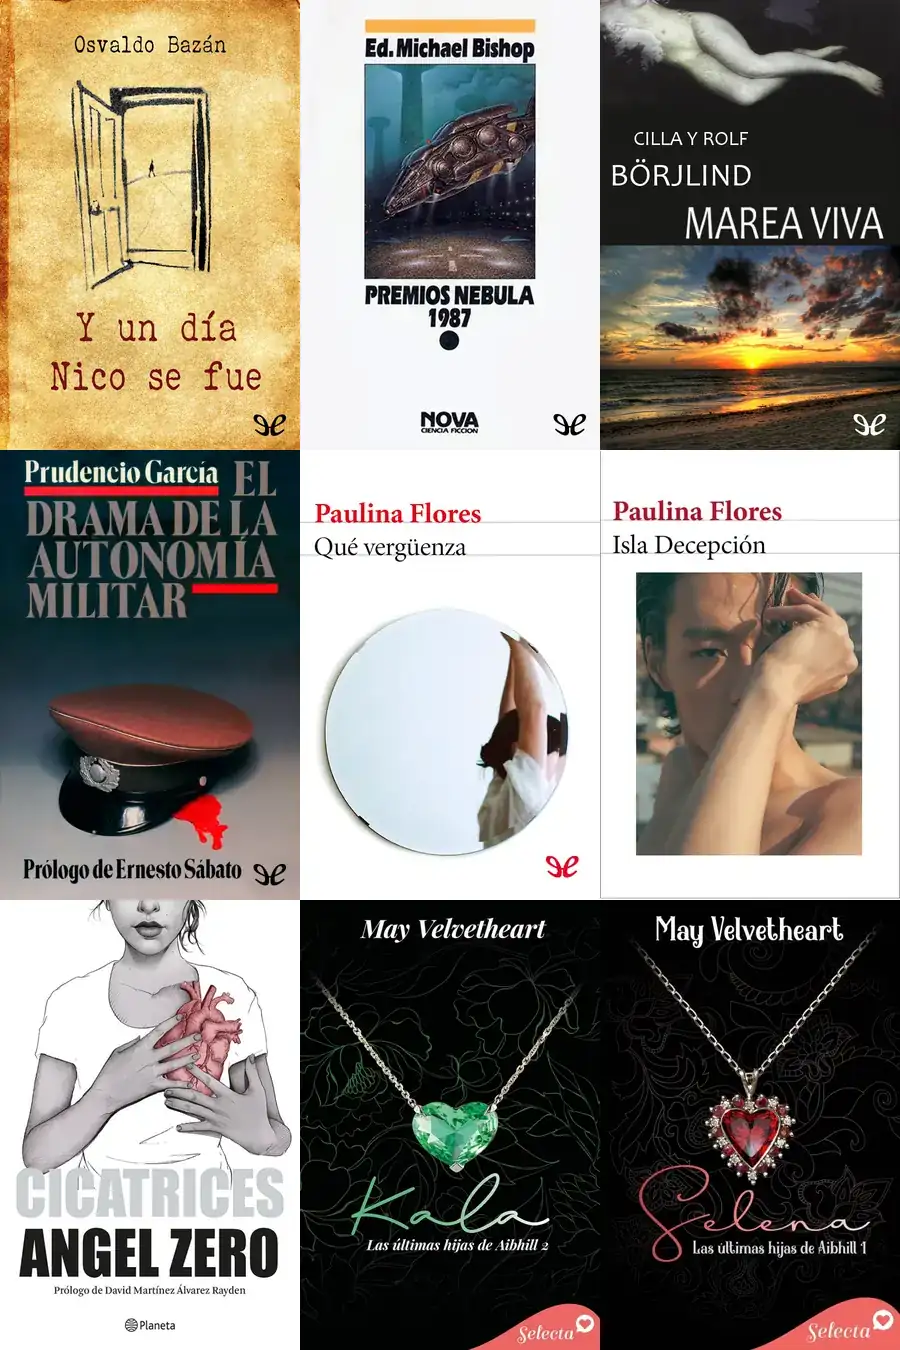 Osvaldo Bazán
Y un día
Nico se fue
Ed. Michael Bishop
PREMIOS NEBULA
1987
NOVA
CIENCIA FICCION
CILLA Y ROLF
BÖRJLIND
MAREA VIVA
Prudencio García
EL
DRAMA DE LA
AUTONOMÍA
MILITAR
Prólogo de Ernesto Sábato
Paulina Flores
Qué vergüenza
Paulina Flores
Isla Decepción
CICATRICES
ANGEL ZERO
Prólogo de David Martínez Álvarez Rayden
Planeta
May Velvetheart
Kala
Las últimas hijas de Aibhill 2
Selecta
May Velvetheart
Selena
Las últimas hijas de Aibhill 1
Selecta